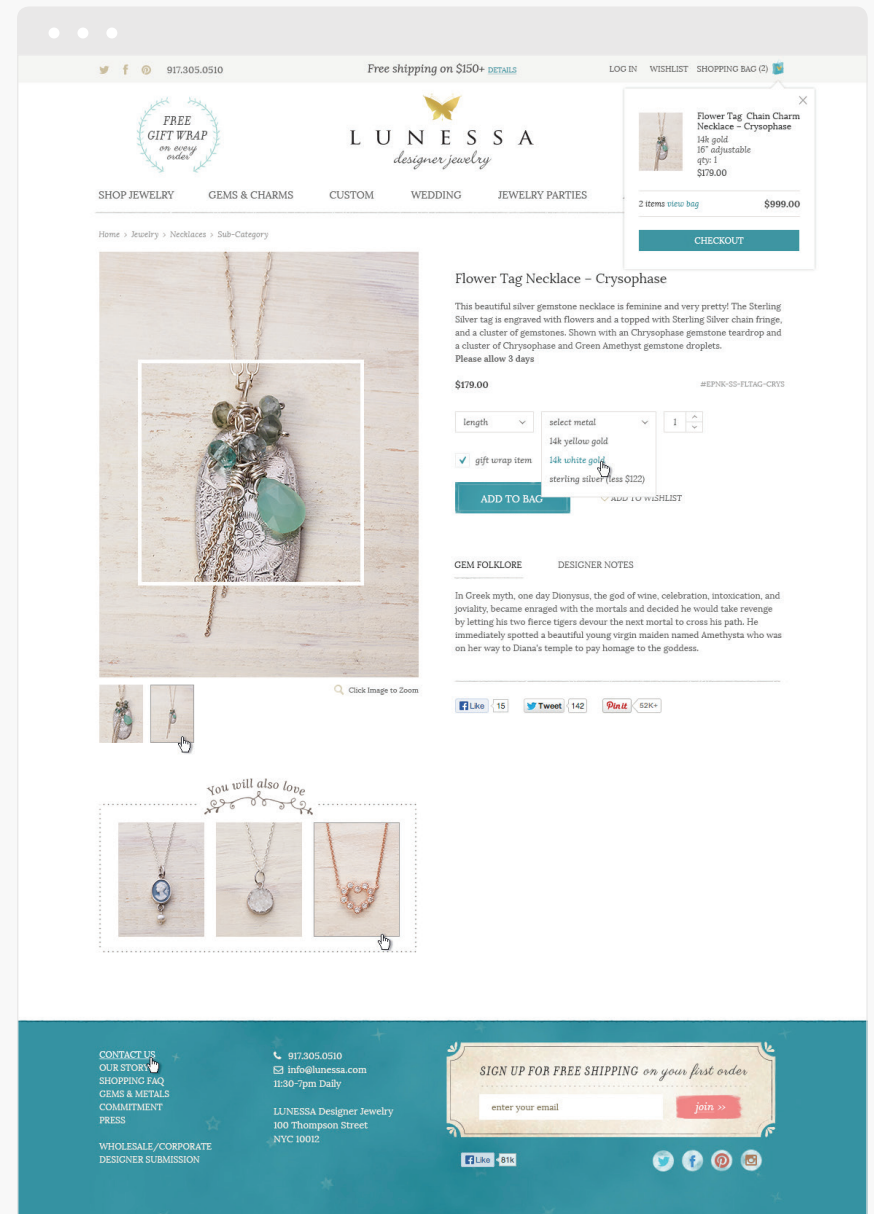 917.305.0510
Free shipping on $150+ DETAILS
LOG IN WISHLIST SHOPPING BAG (2)
FREE
GIFT WRAP
on every
order
LUNESSA
designer jewelry
Flower Tag Chain Charm
Necklace – Crysophase
14k gold
16" adjustable
qty: 1
$179.00
2 items view bag $999.00
CHECKOUT
SHOP JEWELRY GEMS & CHARMS CUSTOM WEDDING JEWELRY PARTIES
Home > Jewelry > Necklaces > Sub-Category
Flower Tag Necklace – Crysophase
This beautiful silver gemstone necklace is feminine and very pretty! The Sterling
Silver tag is engraved with flowers and a topped with Sterling Silver chain fringe,
and a cluster of gemstones. Shown with an Chrysophase gemstone teardrop and
a cluster of Chrysophase and Green Amethyst gemstone droplets.
Please allow 3 days
$179.00 #EPNK-SS-FLTAG-CRYS
length select metal 1
14k yellow gold
gift wrap item 14k white gold
sterling silver (less $122)
ADD TO BAG ADD TO WISHLIST
GEM FOLKLORE DESIGNER NOTES
In Greek myth, one day Dionysus, the god of wine, celebration, intoxication, and
joviality, became enraged with the mortals and decided he would take revenge
by letting his two fierce tigers devour the next mortal to cross his path. He
immediately spotted a beautiful young virgin maiden named Amethysta who was
on her way to Diana's temple to pay homage to the goddess.
Click Image to Zoom
Like 15 Tweet 142 Pin it 52K+
You will also love
CONTACT US
OUR STORY
SHOPPING FAQ
GEMS & METALS
COMMITMENT
PRESS
WHOLESALE/CORPORATE
DESIGNER SUBMISSION
917.305.0510
info@lunessa.com
11:30-7pm Daily
LUNESSA Designer Jewelry
100 Thompson Street
NYC 10012
SIGN UP FOR FREE SHIPPING on your first order
enter your email join >>
Like 81k